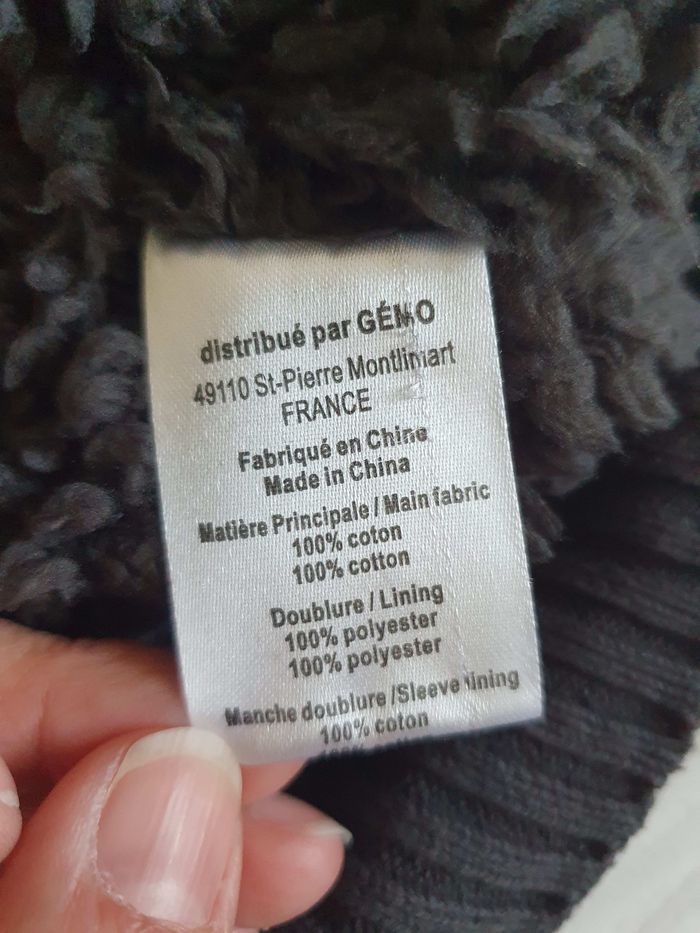 distribué par GÉMO
49110 St-Pierre Montlimart
FRANCE
Fabriqué en Chine
Made in China
Matière Principale / Main fabric
100% coton
100% cotton
Doublure / Lining
100% polyester
100% polyester
Manche doublure /Sleeve lining
100% coton